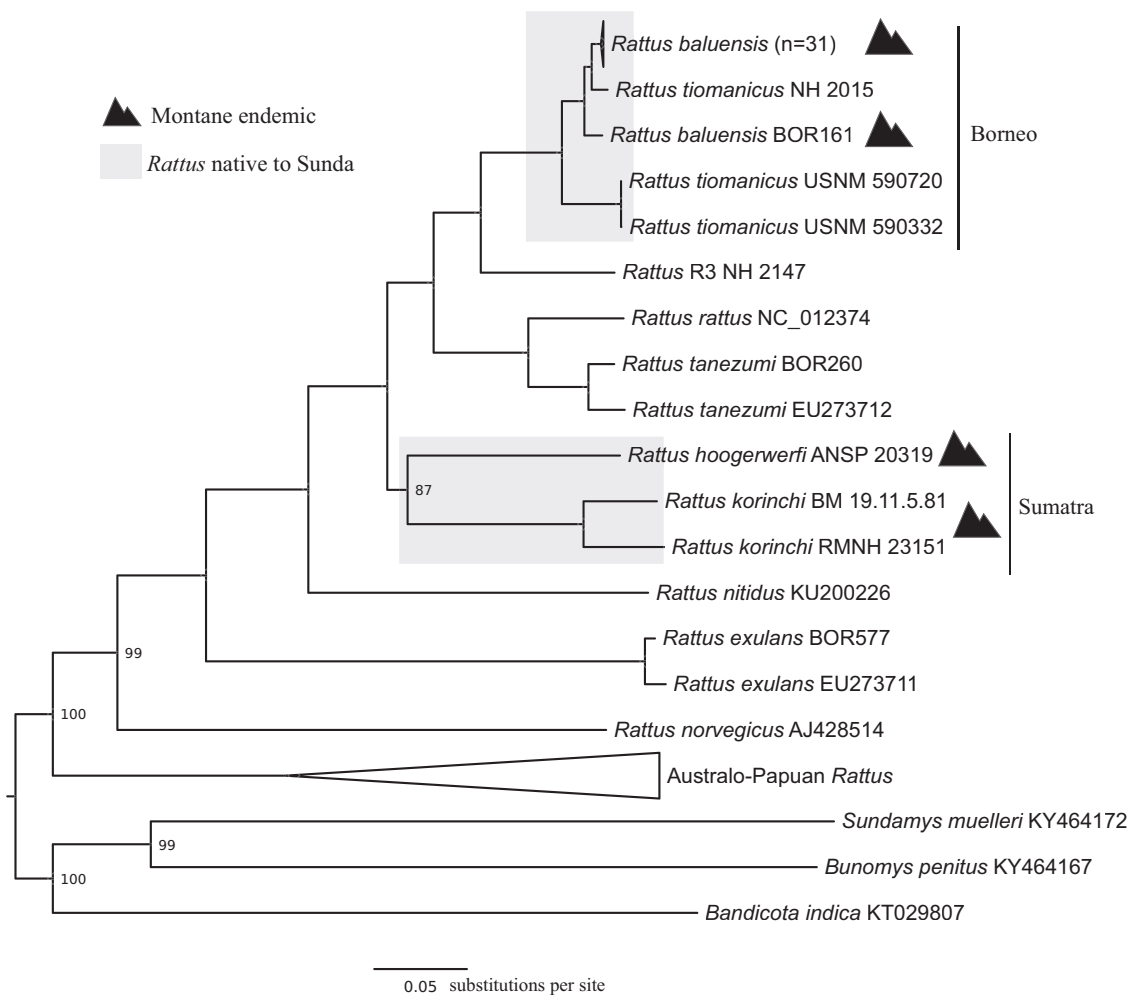 Rattus baluensis (n=31)
Rattus tiomanicus NH 2015
Montane endemic
Rattus baluensis BOR161
Borneo
Rattus native to Sunda
Rattus tiomanicus USNM 590720
Rattus tiomanicus USNM 590332
Rattus R3 NH 2147
Rattus rattus NC_012374
Rattus tanezumi BOR260
Rattus tanezumi EU273712
Rattus hoogerwerfi ANSP 20319
87
Rattus korinchi BM 19.11.5.81
Sumatra
Rattus korinchi RMNH 23151
Rattus nitidus KU200226
Rattus exulans BOR577
99
Rattus exulans EU273711
100
Rattus norvegicus AJ428514
Australo-Papuan Rattus
Sundamys muelleri KY464172
99
Bunomys penitus KY464167
100
Bandicota indica KT029807
0.05 substitutions per site